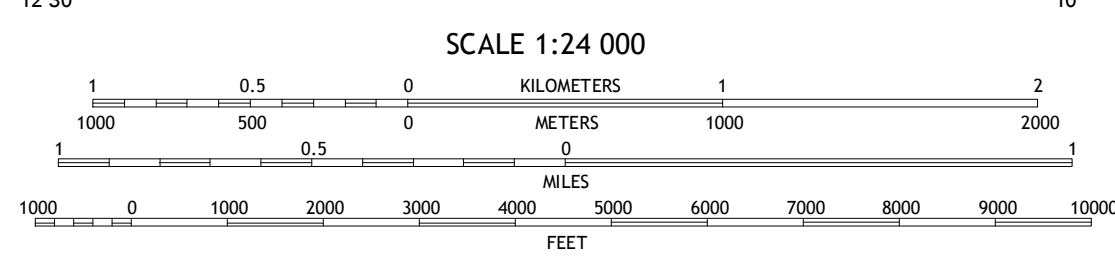 12'30" 10'
SCALE 1:24 000
1 0.5 0 KILOMETERS 1 2
1000 500 0 METERS 1000 2000
1 0.5 0 1
MILES
1000 0 1000 2000 3000 4000 5000 6000 7000 8000 9000 10000
FEET